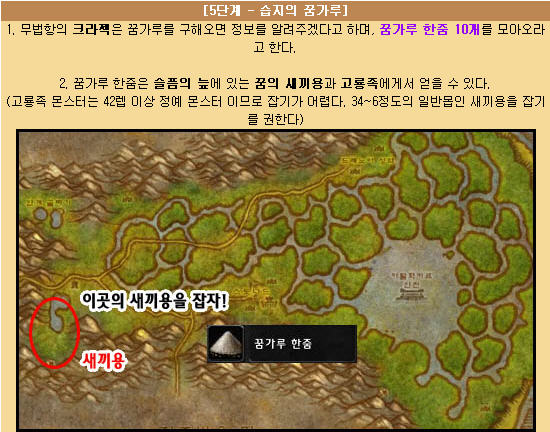 [5단계 - 습지의 꿈가루]
1. 무법항의 크라젝은 꿈가루를 구해오면 정보를 알려주겠다고 하며, 꿈가루 한줌 10개를 모아오라
고 한다.
2. 꿈가루 한줌은 슬픔의 늪에 있는 꿈의 새끼용과 고룡족에게서 얻을 수 있다.
(고룡족 몬스터는 42렙 이상 정예 몬스터 이므로 잡기가 어렵다. 34~6정도의 일반몹인 새끼용을 잡기
를 권한다)
이곳의 새끼용을 잡자!
꿈가루 한줌
새끼용